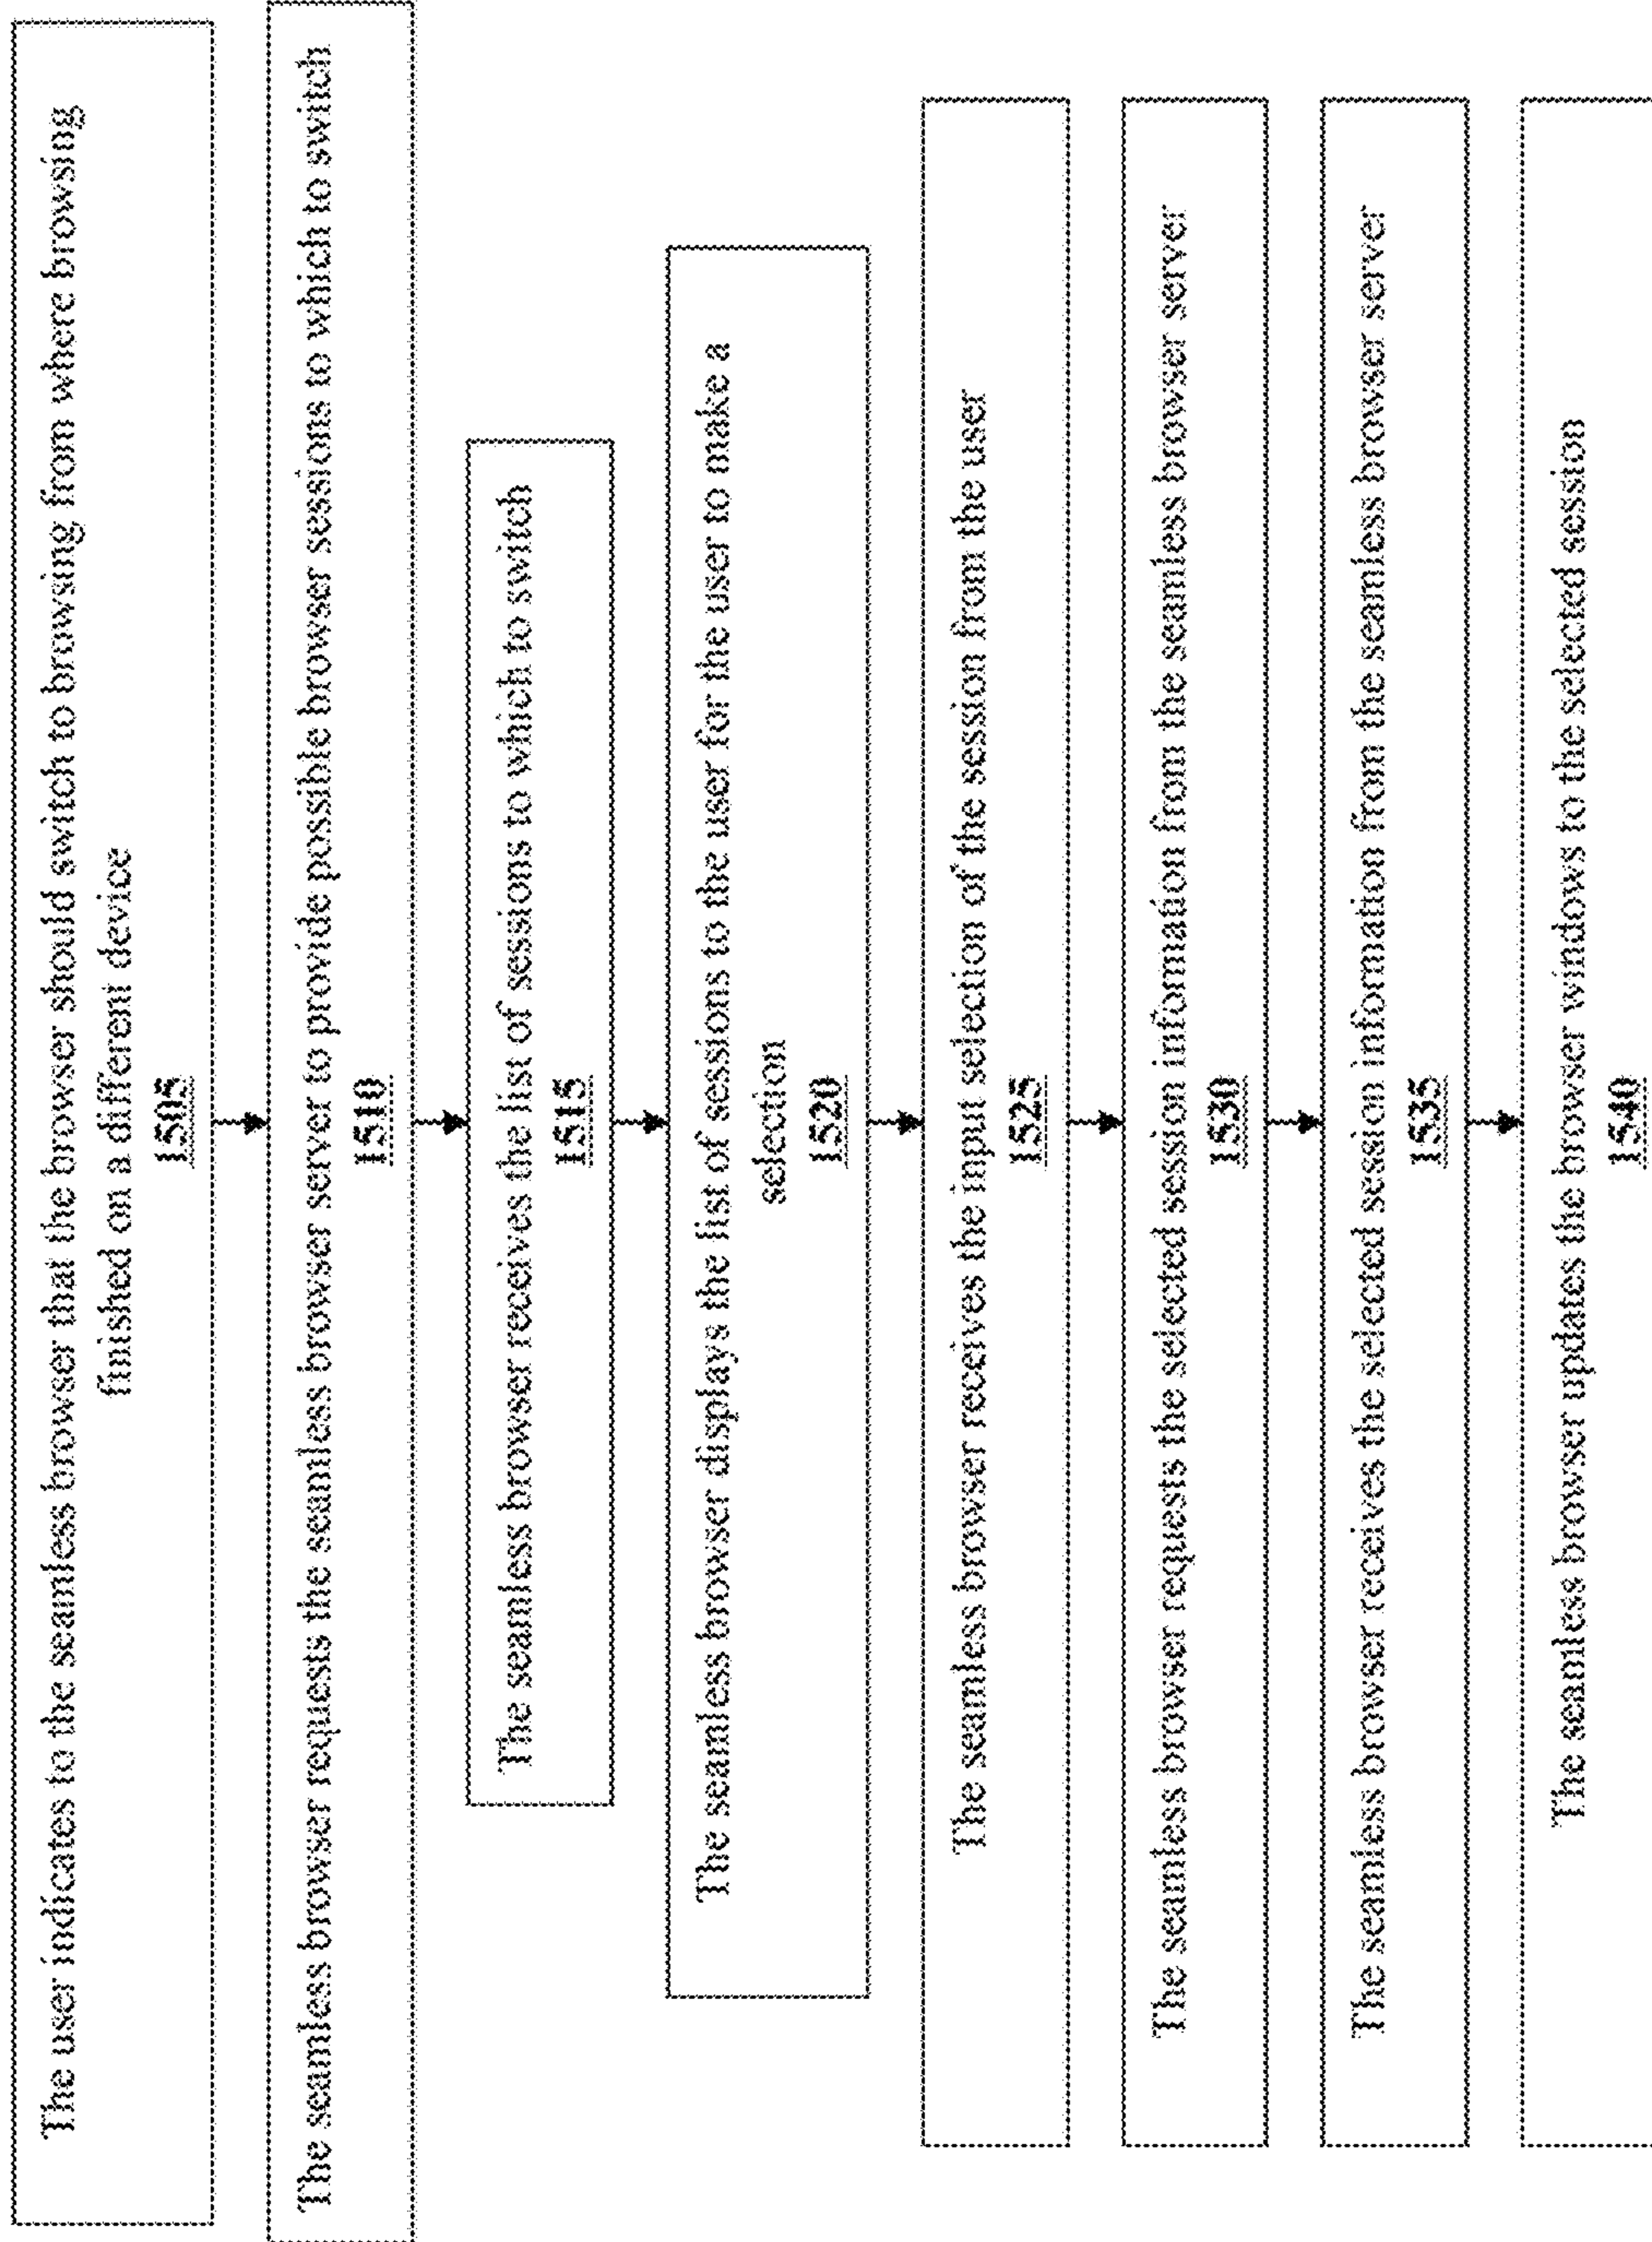 The user indicates to the seamless browser that the browser should switch to browsing from where browsing
finished on a different device
1505
The seamless browser requests the seamless browser server to provide possible browser sessions to which to switch
1510
The seamless browser receives the list of sessions to which to switch
1515
The seamless browser displays the list of sessions to the user for the user to make a
selection
1520
The seamless browser receives the input selection of the session from the user
1525
The seamless browser requests the selected session information from the seamless browser server
1530
The seamless browser receives the selected session information from the seamless browser server
1535
The seamless browser updates the browser windows to the selected session
1540